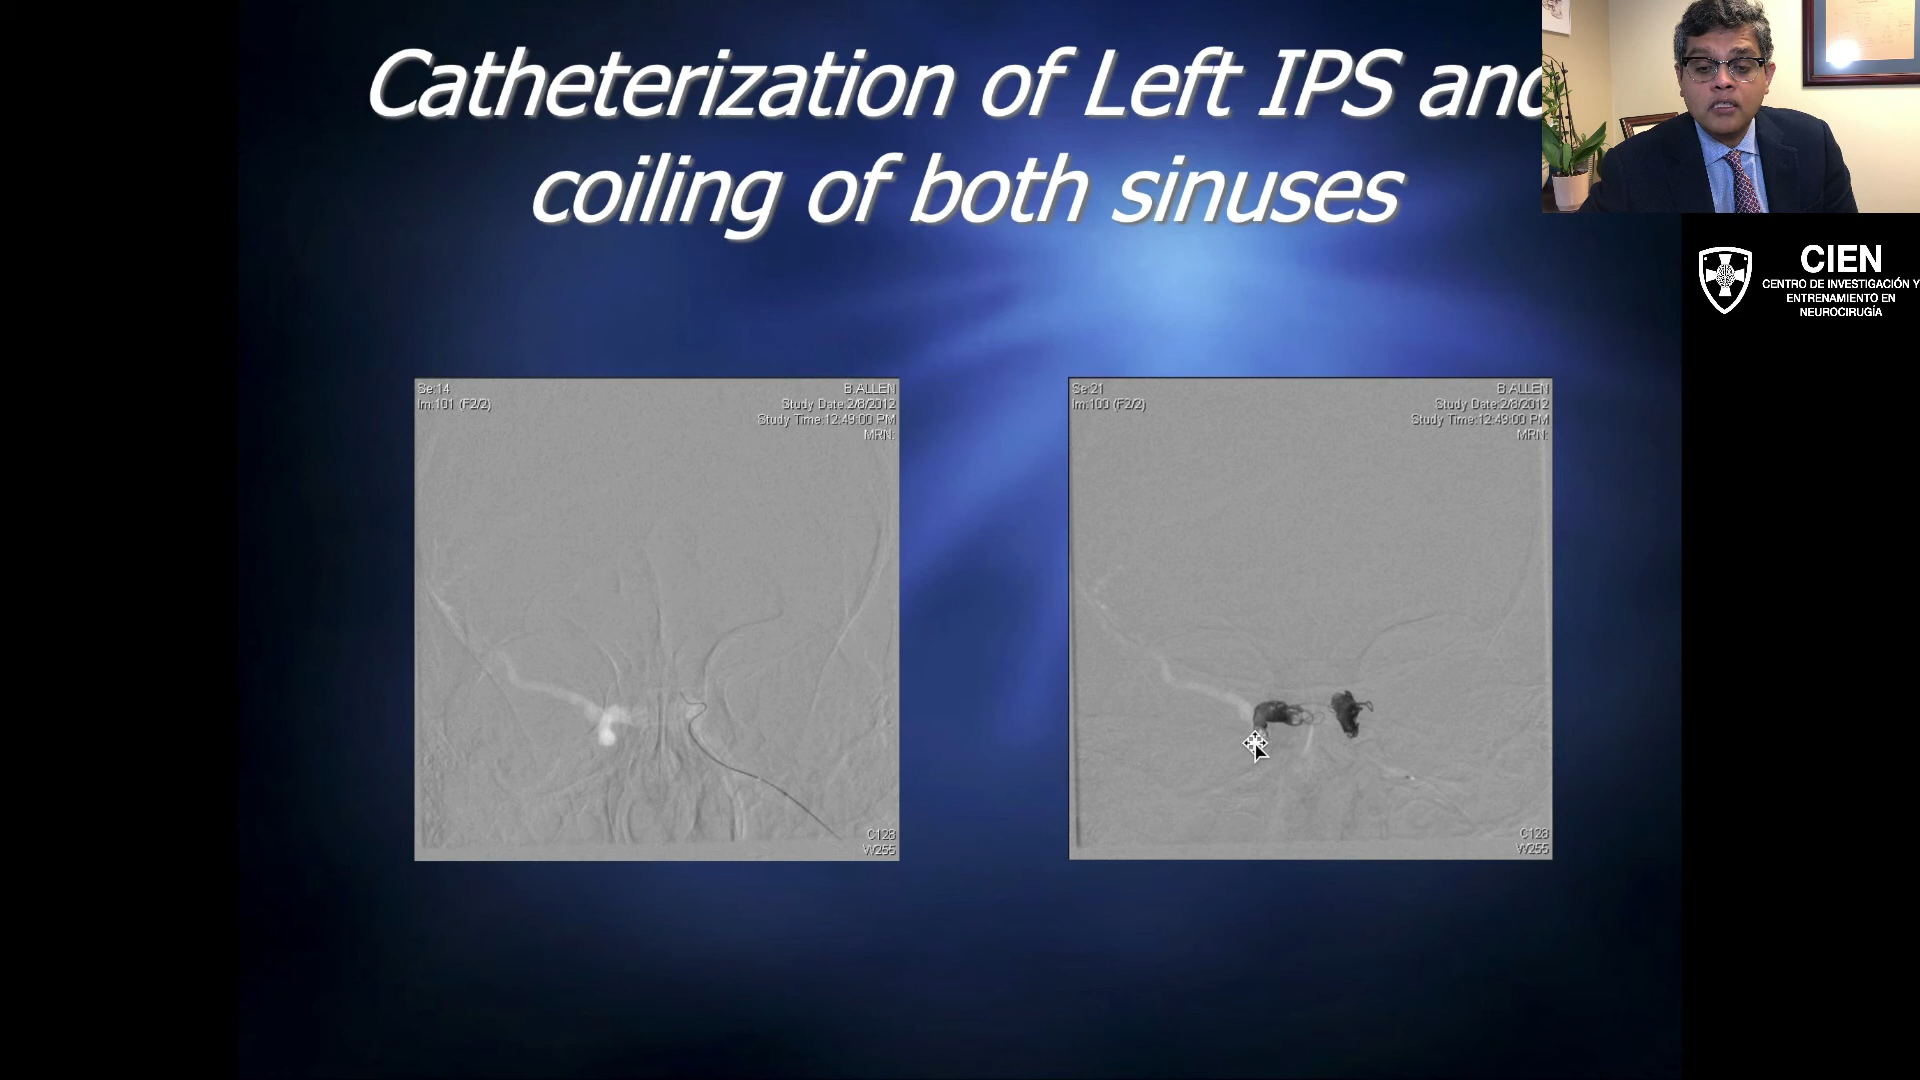 Catheterization of Left IPS and
coiling of both sinuses
CIEN
CENTRO DE INVESTIGACIÓN Y
ENTRENAMIENTO EN
NEUROCIRUGÍA
Se:14
Im:101 (F2/2)
B.ALLEN
Study Date:2/8/2012
Study Time:12:49:00 PM
MRN:
C128
W255
Se:21
Im:100 (F2/2)
B.ALLEN
Study Date:2/8/2012
Study Time:12:49:00 PM
MRN:
C128
W255